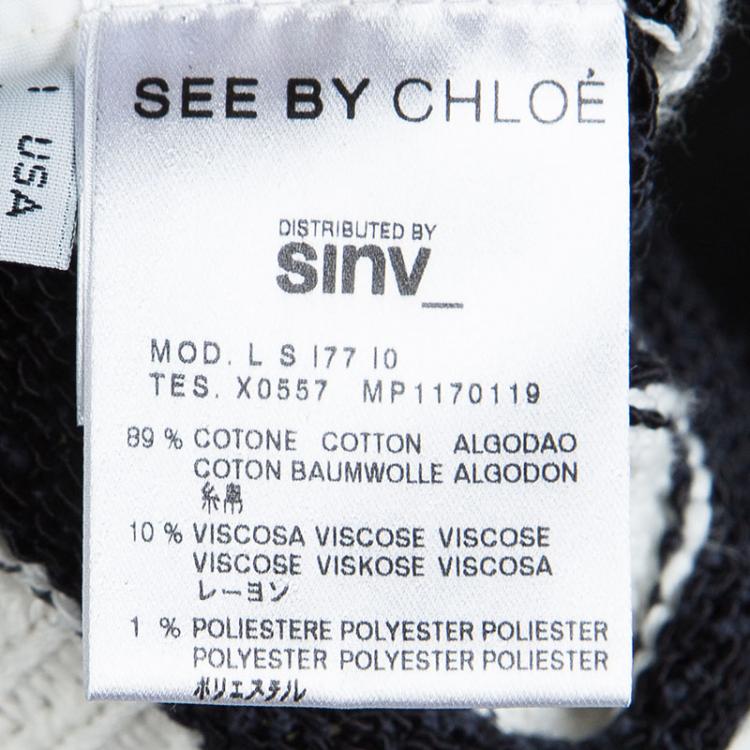 SEE BY CHLOÉ
DISTRIBUTED BY
sinv_
MOD. L S 177 10
TES. X0557 MP1170119
89 % COTONE COTTON ALGODAO
COTON BAUMWOLLE ALGODON
10 % VISCOSA VISCOSE VISCOSE
VISCOSE VISKOSE VISCOSA
レーヨン
1 % POLIESTERE POLYESTER POLIESTER
POLYESTER POLYESTER POLIESTER
ポリエステル
USA